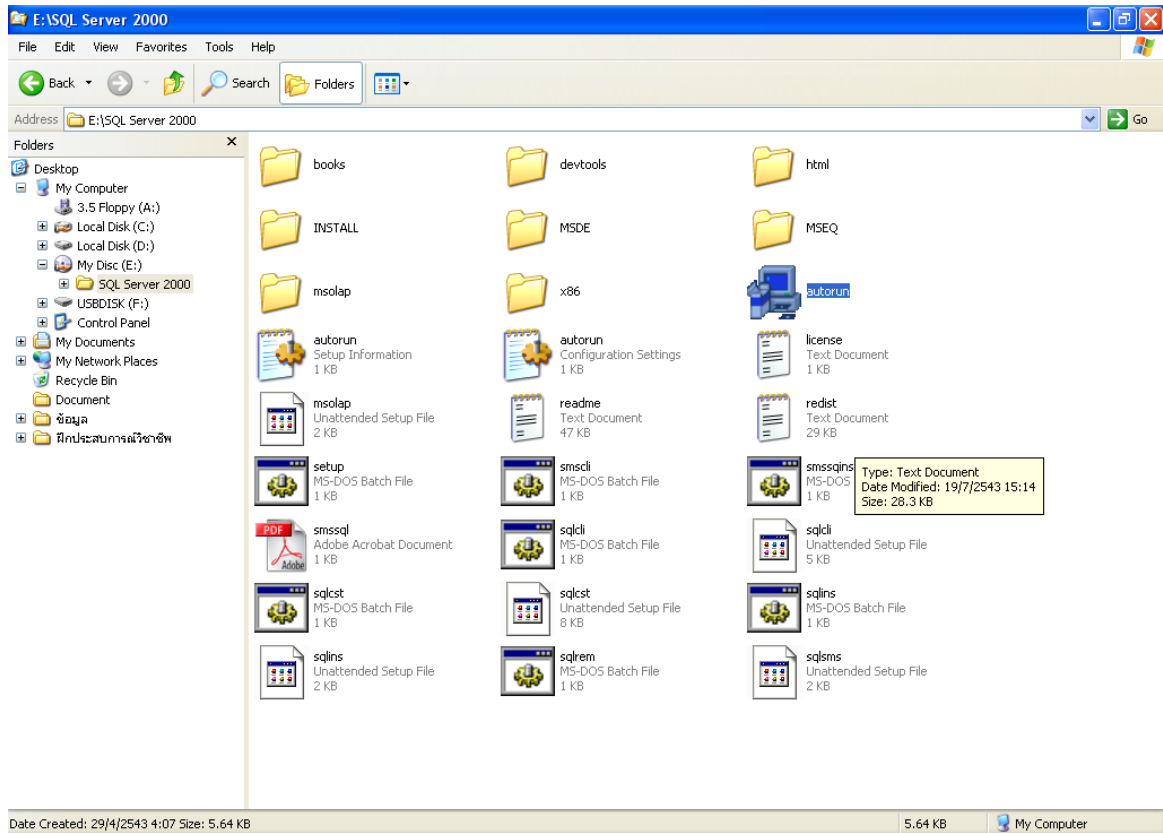 E:\SQL Server 2000
File Edit View Favorites Tools Help
Back Search Folders
Address E:\SQL Server 2000 Go
Folders
Desktop
My Computer
3.5 Floppy (A:)
Local Disk (C:)
Local Disk (D:)
My Disc (E:)
SQL Server 2000
USBDISK (F:)
Control Panel
My Documents
My Network Places
Recycle Bin
Document
ข้อมูล
ฝึกประสบการณ์วิชาชีพ
books
devtools
html
INSTALL
MSDE
MSEQ
msolap
x86
autorun
autorun
Setup Information
1 KB
autorun
Configuration Settings
1 KB
license
Text Document
1 KB
msolap
Unattended Setup File
2 KB
readme
Text Document
47 KB
redist
Text Document
29 KB
setup
MS-DOS Batch File
1 KB
smscli
MS-DOS Batch File
1 KB
smssqins
MS-DOS
1 KB
Type: Text Document
Date Modified: 19/7/2543 15:14
Size: 28.3 KB
smssql
Adobe Acrobat Document
1 KB
PDF
Adobe
sqlcli
MS-DOS Batch File
1 KB
sqlcli
Unattended Setup File
5 KB
sqlcst
MS-DOS Batch File
1 KB
sqlcst
Unattended Setup File
8 KB
sqlins
MS-DOS Batch File
1 KB
sqlins
Unattended Setup File
2 KB
sqlrem
MS-DOS Batch File
1 KB
sqlsms
Unattended Setup File
2 KB
Date Created: 29/4/2543 4:07 Size: 5.64 KB 5.64 KB My Computer